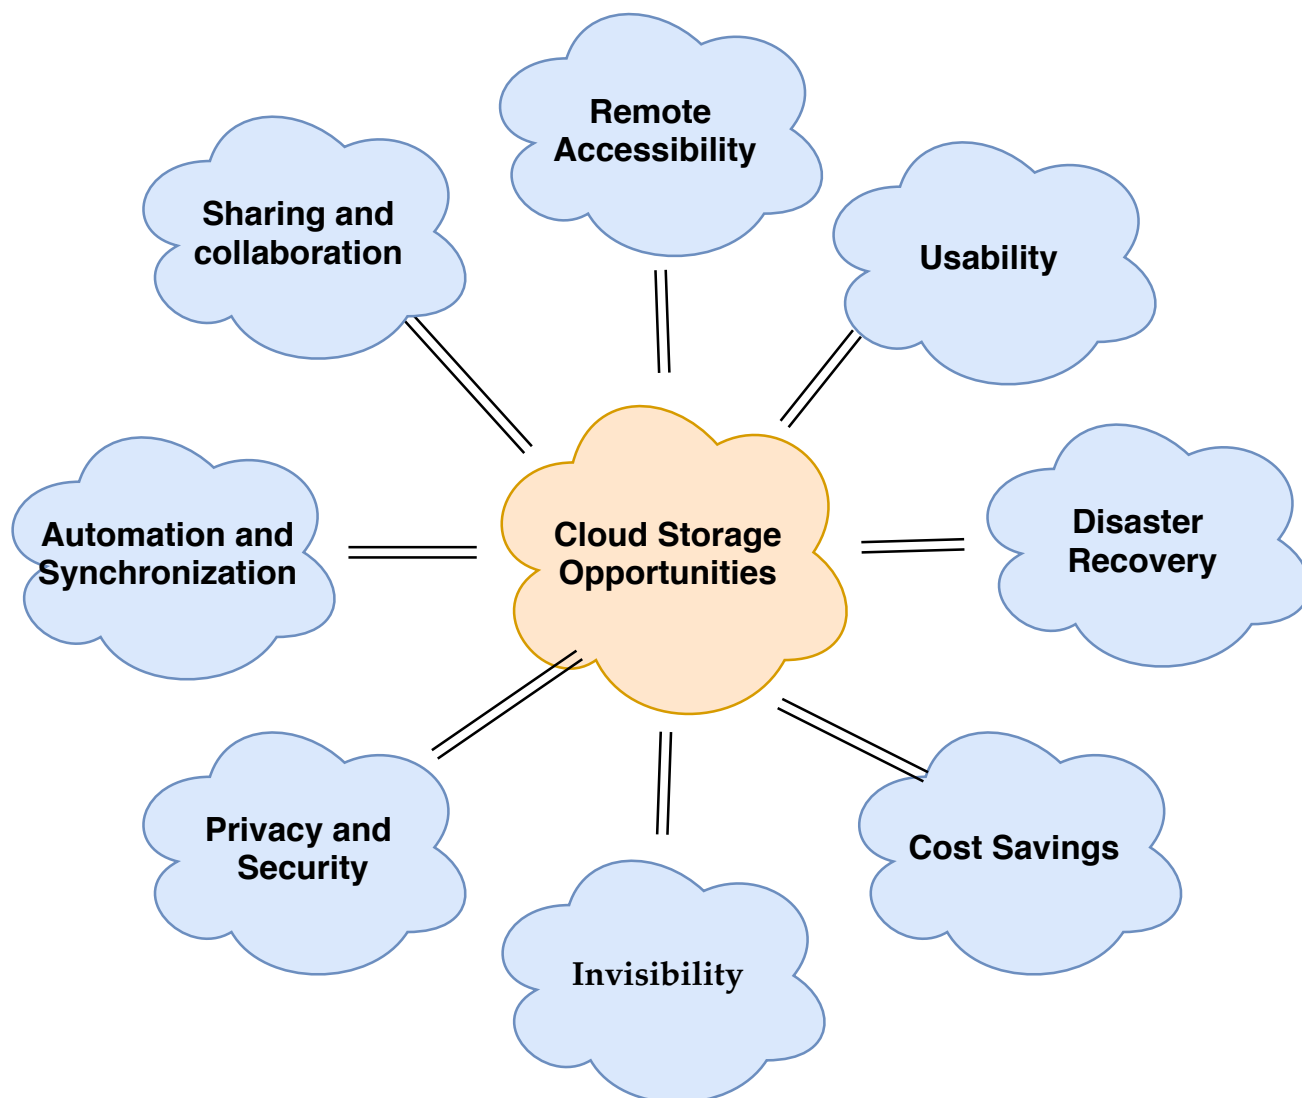 Remote
Accessibility
Sharing and
collaboration
Usability
Automation and
Synchronization
Cloud Storage
Opportunities
Disaster
Recovery
Privacy and
Security
Cost Savings
Invisibility